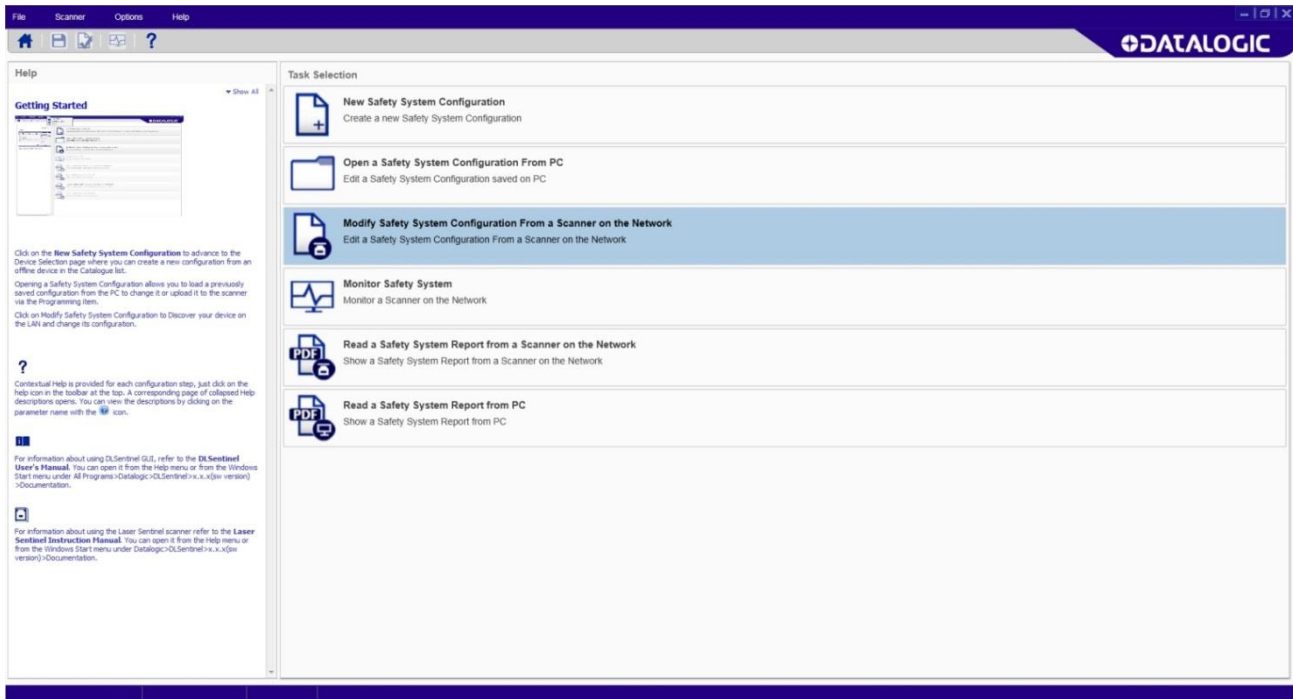 File Scanner Options Help
DATALOGIC
Help
Show All
Getting Started
Click on the New Safety System Configuration to advance to the
Device Selection page where you can create a new configuration from an
offline device in the Catalogue list.
Opening a Safety System Configuration allows you to load a previously
saved configuration from the PC to change it or upload it to the scanner
via the Programming item.
Click on Modify Safety System Configuration to Discover your device on
the LAN and change its configuration.
?
Contextual Help is provided for each configuration step, just click on the
help icon in the toolbar at the top. A corresponding page of collapsed Help
descriptions opens. You can view the descriptions by clicking on the
parameter name with the ? icon.
For information about using DLSentinel GUI, refer to the DLSentinel
User's Manual. You can open it from the Help menu or from the Windows
Start menu under All Programs>Datalogic>DLSentinel>x.x.x(sw version)
>Documentation.
For information about using the Laser Sentinel scanner refer to the Laser
Sentinel Instruction Manual. You can open it from the Help menu or
from the Windows Start menu under Datalogic>DLSentinel>x.x.x(sw
version)>Documentation.
Task Selection
New Safety System Configuration
Create a new Safety System Configuration
Open a Safety System Configuration From PC
Edit a Safety System Configuration saved on PC
Modify Safety System Configuration From a Scanner on the Network
Edit a Safety System Configuration From a Scanner on the Network
Monitor Safety System
Monitor a Scanner on the Network
PDF
Read a Safety System Report from a Scanner on the Network
Show a Safety System Report from a Scanner on the Network
PDF
Read a Safety System Report from PC
Show a Safety System Report from PC